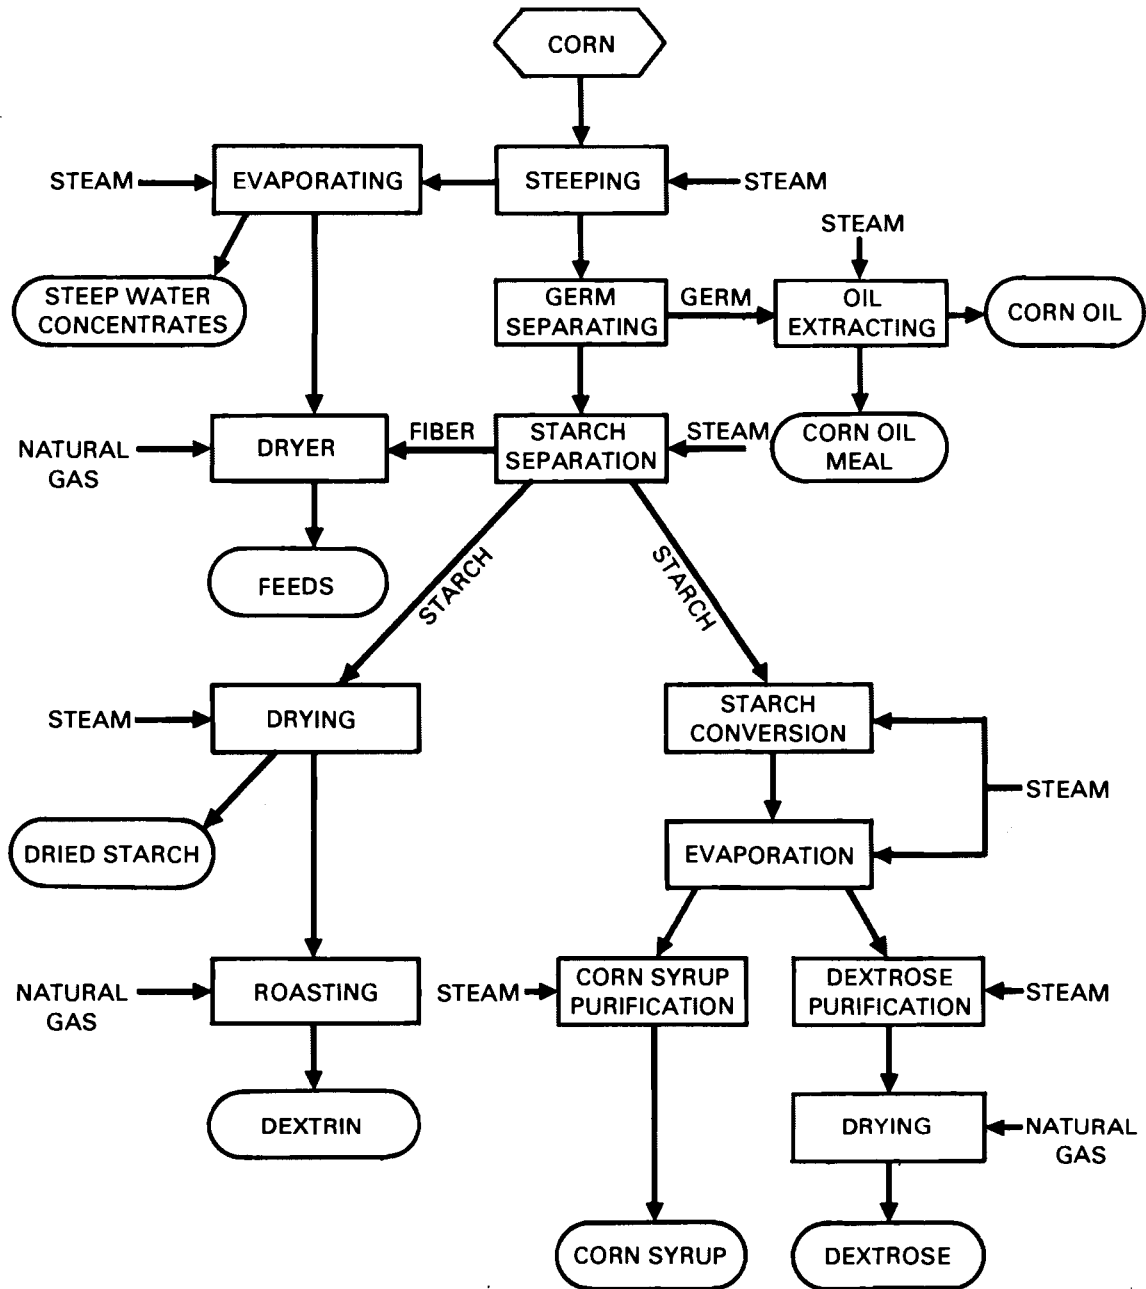 CORN
STEAM
EVAPORATING
STEEPING
STEAM
STEAM
STEEP WATER
CONCENTRATES
GERM
SEPARATING
GERM
OIL
EXTRACTING
CORN OIL
NATURAL
GAS
DRYER
FIBER
STARCH
SEPARATION
STEAM
CORN OIL
MEAL
FEEDS
STARCH
STARCH
STEAM
DRYING
STARCH
CONVERSION
STEAM
DRIED STARCH
EVAPORATION
NATURAL
GAS
ROASTING
STEAM
CORN SYRUP
PURIFICATION
DEXTROSE
PURIFICATION
STEAM
DEXTRIN
DRYING
NATURAL
GAS
CORN SYRUP
DEXTROSE